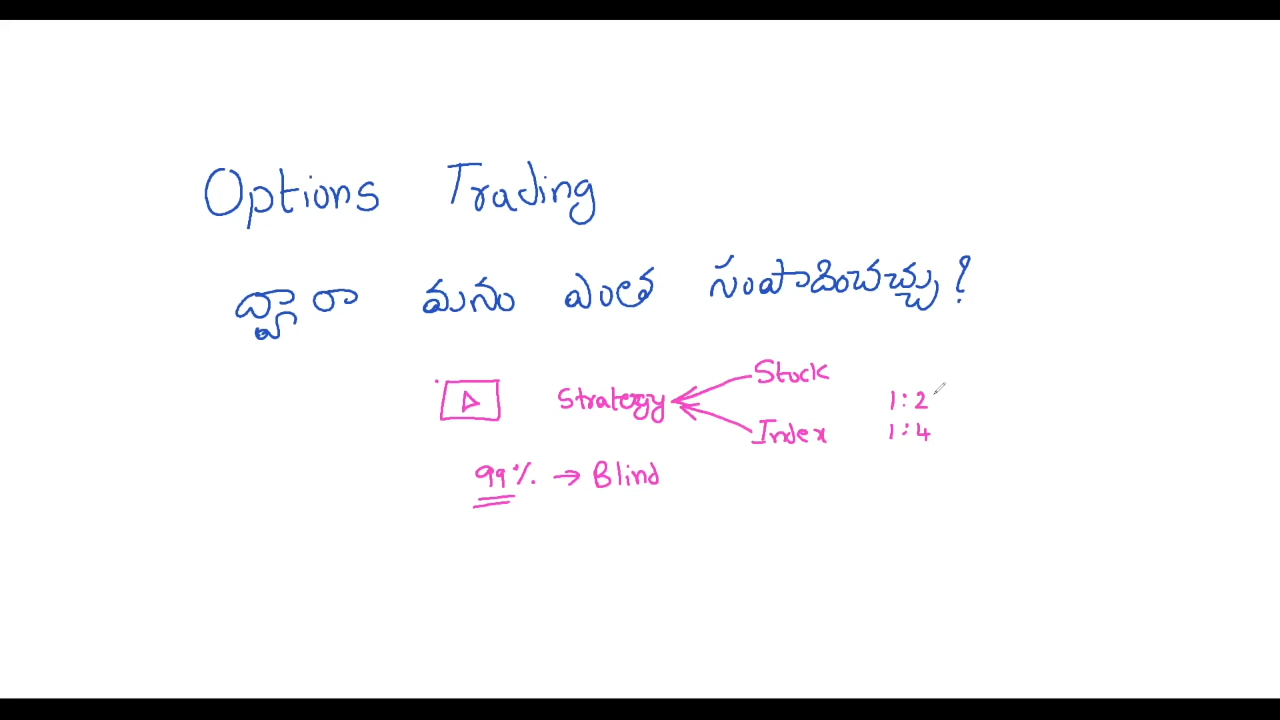 Options Trading
ద్వారా మనం ఎంత సంపాదించచ్చు?
Stock
Strategy 1:2
Index 1:4
99% → Blind